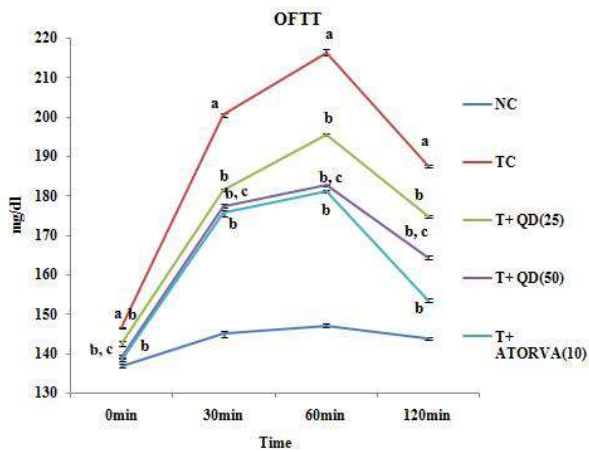 OFTT
220
210
200
190
180
170
160
150
140
130
mg/dl
a
a
a
b
b
b
b, c
b, c
b
b
b, c
b
a b
b, c b
0min 30min 60min 120min
Time
NC
TC
T+ QD(25)
T+ QD(50)
T+
ATORVA(10)